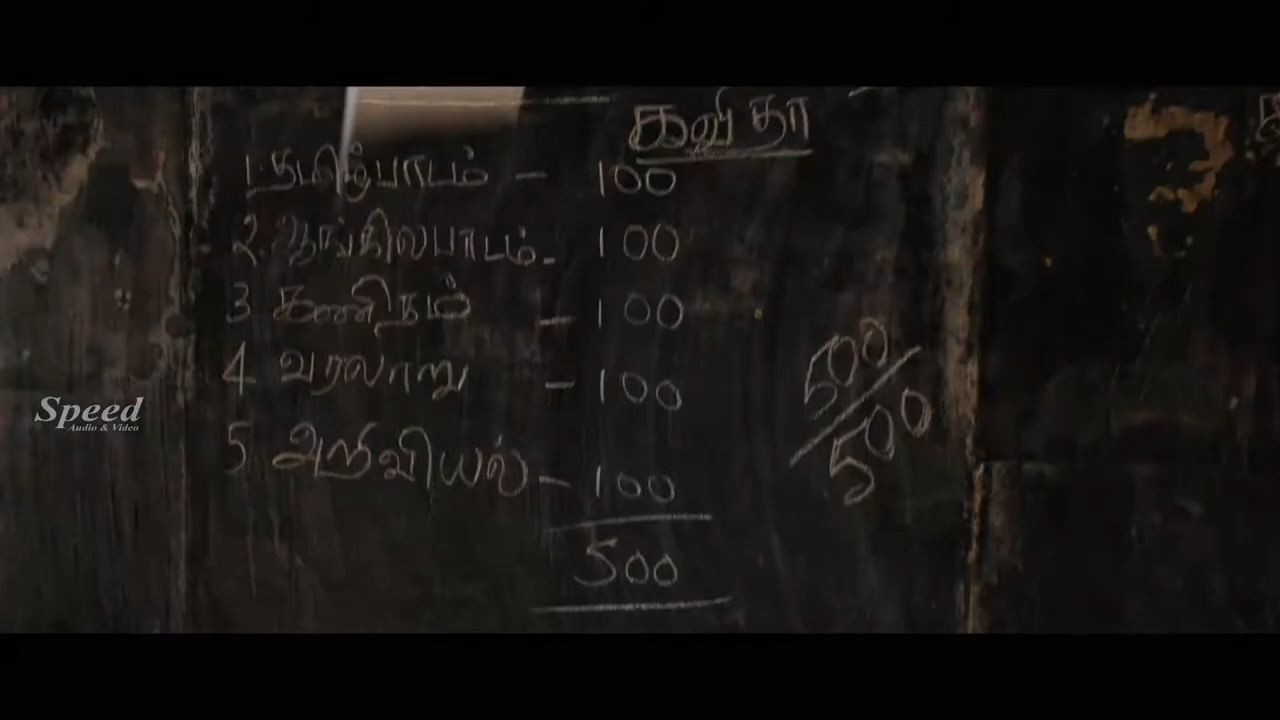 கவிதா
1. தமிழ்பாடம் - 100
2. ஆங்கிலபாடம் - 100
3 கணிதம் - 100
4 வரலாறு - 100
5 அறிவியல் - 100
500
500/500
Speed
Audio & Video